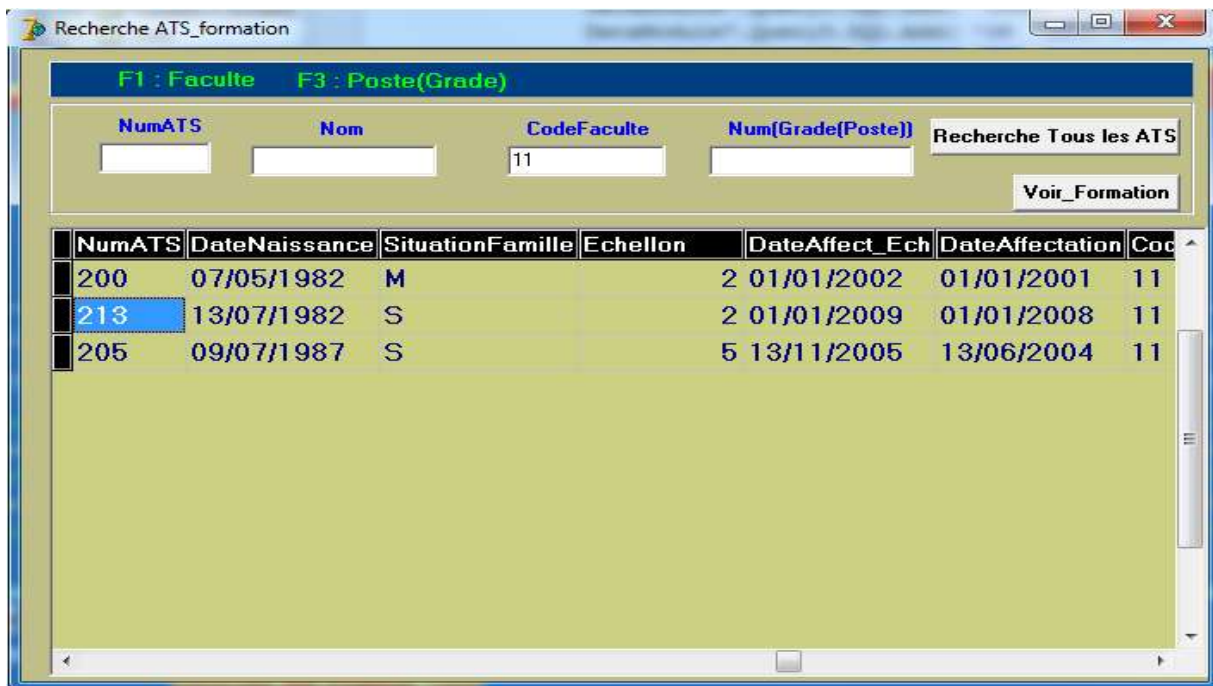 Recherche ATS_formation
F1 : Faculte F3 : Poste(Grade)
NumATS Nom CodeFaculte Num(Grade(Poste)) Recherche Tous les ATS
11
Voir_Formation
NumATS DateNaissance SituationFamille Echellon DateAffect_Ech DateAffectation Coc
200 07/05/1982 M 2 01/01/2002 01/01/2001 11
213 13/07/1982 S 2 01/01/2009 01/01/2008 11
205 09/07/1987 S 5 13/11/2005 13/06/2004 11